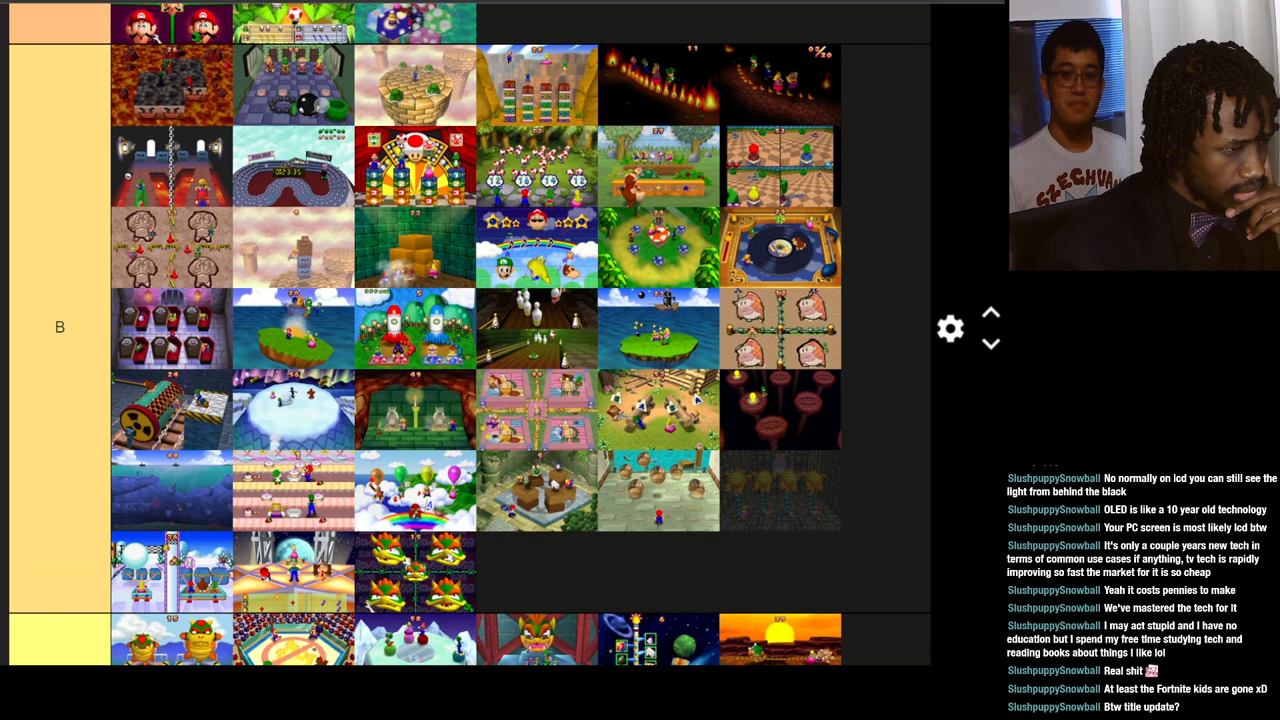 B
CZECHVAR
SlushpuppySnowball No normally on lcd you can still see the
light from behind the black
SlushpuppySnowball OLED is like a 10 year old technology
SlushpuppySnowball Your PC screen is most likely lcd btw
SlushpuppySnowball It's only a couple years new tech in
terms of common use cases if anything, tv tech is rapidly
improving so fast the market for it is so cheap
SlushpuppySnowball Yeah it costs pennies to make
SlushpuppySnowball We've mastered the tech for it
SlushpuppySnowball I may act stupid and I have no
education but I spend my free time studying tech and
reading books about things I like lol
SlushpuppySnowball Real shit
SlushpuppySnowball At least the Fortnite kids are gone xD
SlushpuppySnowball Btw title update?